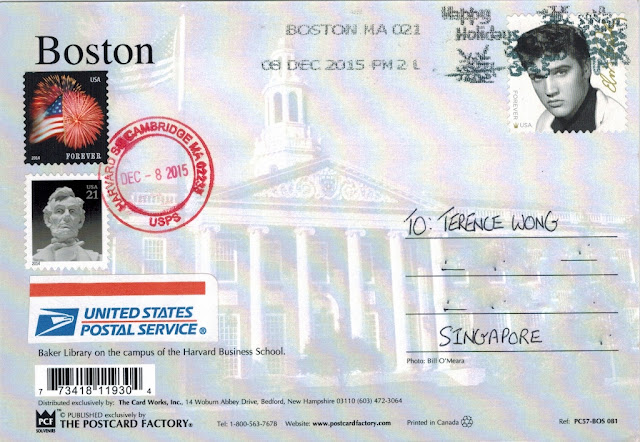 Boston
BOSTON MA 021
08 DEC 2015 PM 2 L
Happy
Holidays
USA
2014
FOREVER
FOREVER
USA
Elvis
HARVARD SQ CAMBRIDGE MA 02238
DEC - 8 2015
USPS
USA
21
TO: TERENCE WONG
SINGAPORE
UNITED STATES
POSTAL SERVICE®
Photo: Bill O'Meara
Baker Library on the campus of the Harvard Business School.
7 73418 11930 4
Distributed exclusively by: The Card Works, Inc., 14 Woburn Abbey Drive, Bedford, New Hampshire 03110 (603) 472-3064
PCF
SOUVENIRS
™ © PUBLISHED exclusively by
THE POSTCARD FACTORY®
Tel: 1-800-563-7678 Website: www.postcardfactory.com Printed in Canada
Ref: PC57-BOS 081